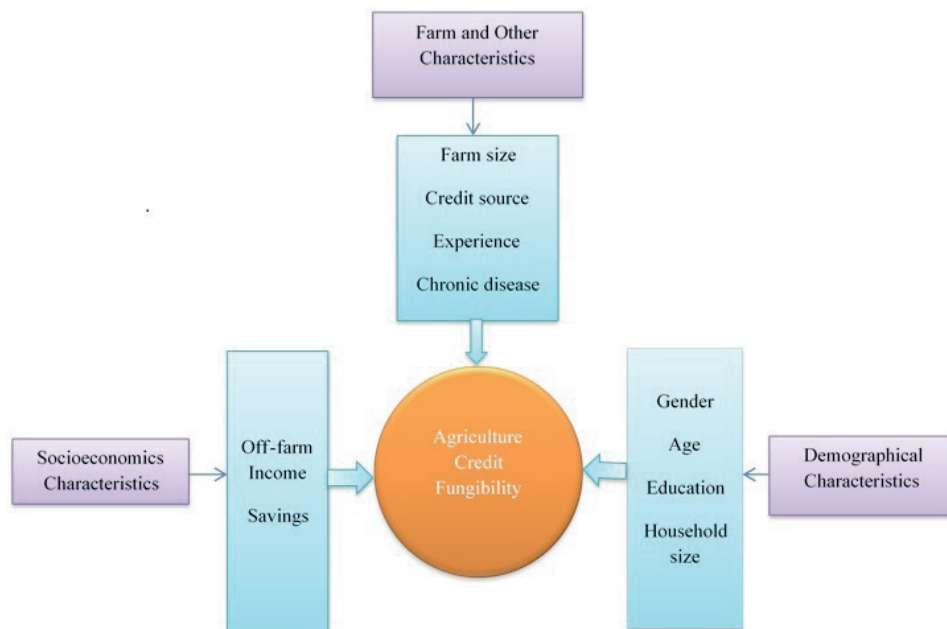 Farm and Other
Characteristics
Farm size
Credit source
Experience
Chronic disease
Socioeconomics
Characteristics
Off-farm
Income
Savings
Agriculture
Credit
Fungibility
Gender
Age
Education
Household
size
Demographical
Characteristics